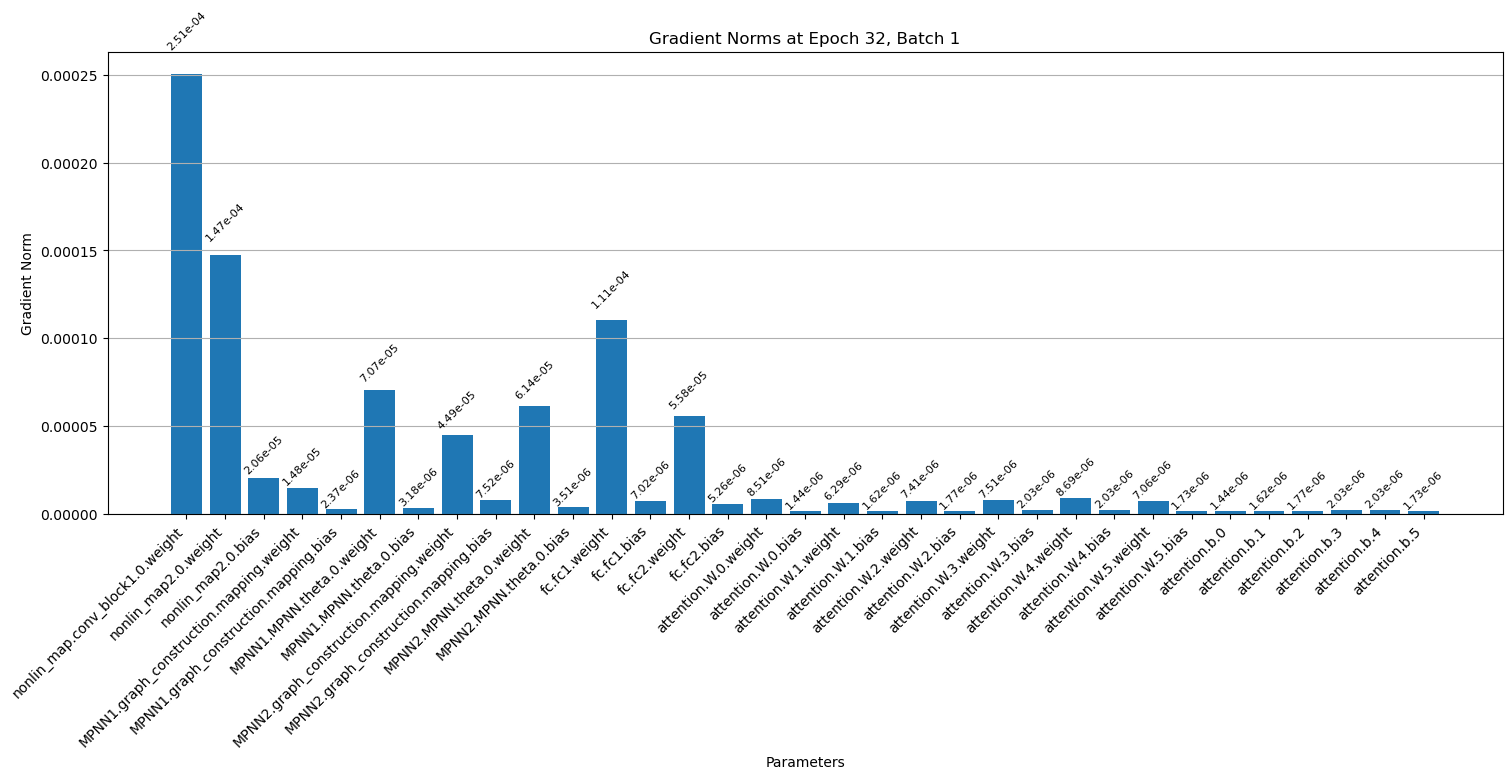 Gradient Norms at Epoch 32, Batch 1
Gradient Norm
0.00025
0.00020
0.00015
0.00010
0.00005
0.00000
2.51e-04
1.47e-04
2.06e-05
1.48e-05
2.37e-06
7.07e-05
3.18e-06
4.49e-05
7.52e-06
6.14e-05
3.51e-06
1.11e-04
7.02e-06
5.58e-05
5.26e-06
8.51e-06
1.44e-06
6.29e-06
1.62e-06
7.41e-06
1.77e-06
7.51e-06
2.03e-06
8.69e-06
2.03e-06
7.06e-06
1.73e-06
1.44e-06
1.62e-06
1.77e-06
2.03e-06
2.03e-06
1.73e-06
nonlin_map.conv_block1.0.weight
nonlin_map2.0.weight
nonlin_map2.0.bias
MPNN1.graph_construction.mapping.weight
MPNN1.graph_construction.mapping.bias
MPNN1.MPNN.theta.0.weight
MPNN1.MPNN.theta.0.bias
MPNN2.graph_construction.mapping.weight
MPNN2.graph_construction.mapping.bias
MPNN2.MPNN.theta.0.weight
MPNN2.MPNN.theta.0.bias
fc.fc1.weight
fc.fc1.bias
fc.fc2.weight
fc.fc2.bias
attention.W.0.weight
attention.W.0.bias
attention.W.1.weight
attention.W.1.bias
attention.W.2.weight
attention.W.2.bias
attention.W.3.weight
attention.W.3.bias
attention.W.4.weight
attention.W.4.bias
attention.W.5.weight
attention.W.5.bias
attention.b.0
attention.b.1
attention.b.2
attention.b.3
attention.b.4
attention.b.5
Parameters